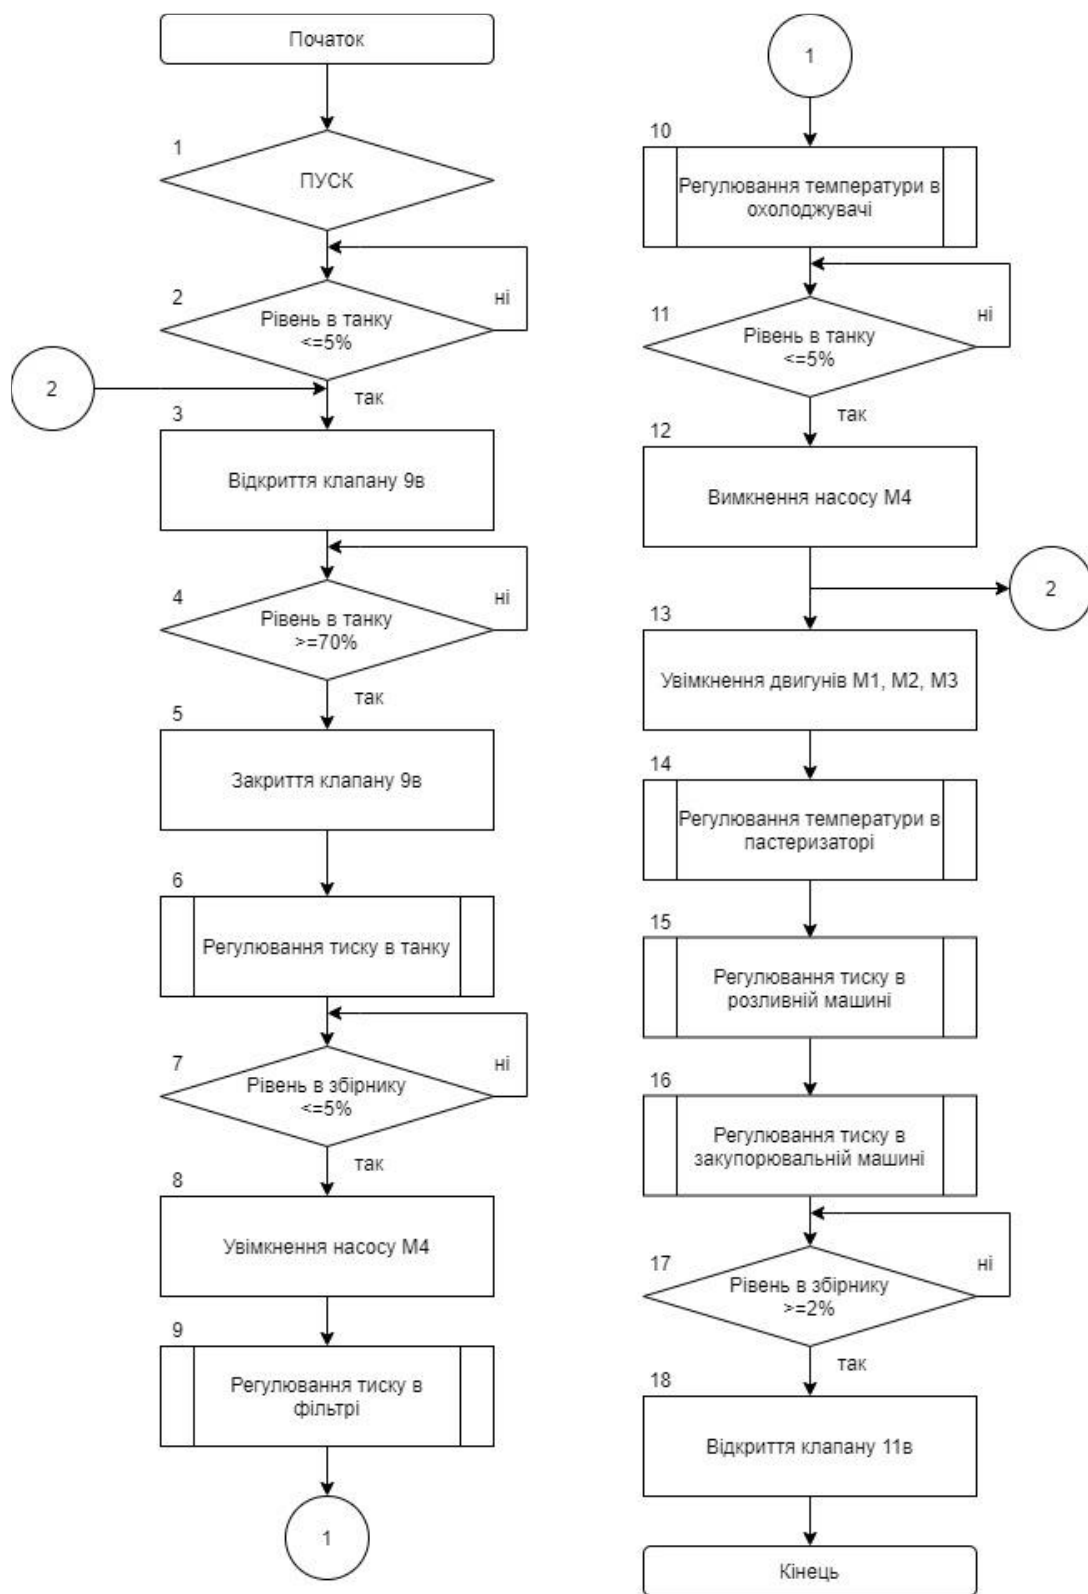 Початок
1
ПУСК
2
Рівень в танку
<=5%
ні
так
2
3
Відкриття клапану 9в
4
Рівень в танку
>=70%
ні
так
5
Закриття клапану 9в
6
Регулювання тиску в танку
7
Рівень в збірнику
<=5%
ні
так
8
Увімкнення насосу М4
9
Регулювання тиску в
фільтрі
1
1
10
Регулювання температури в
охолоджувачі
11
Рівень в танку
<=5%
ні
так
12
Вимкнення насосу М4
2
13
Увімкнення двигунів М1, М2, М3
14
Регулювання температури в
пастеризаторі
15
Регулювання тиску в
розливній машині
16
Регулювання тиску в
закупорювальній машині
17
Рівень в збірнику
>=2%
ні
так
18
Відкриття клапану 11в
Кінець